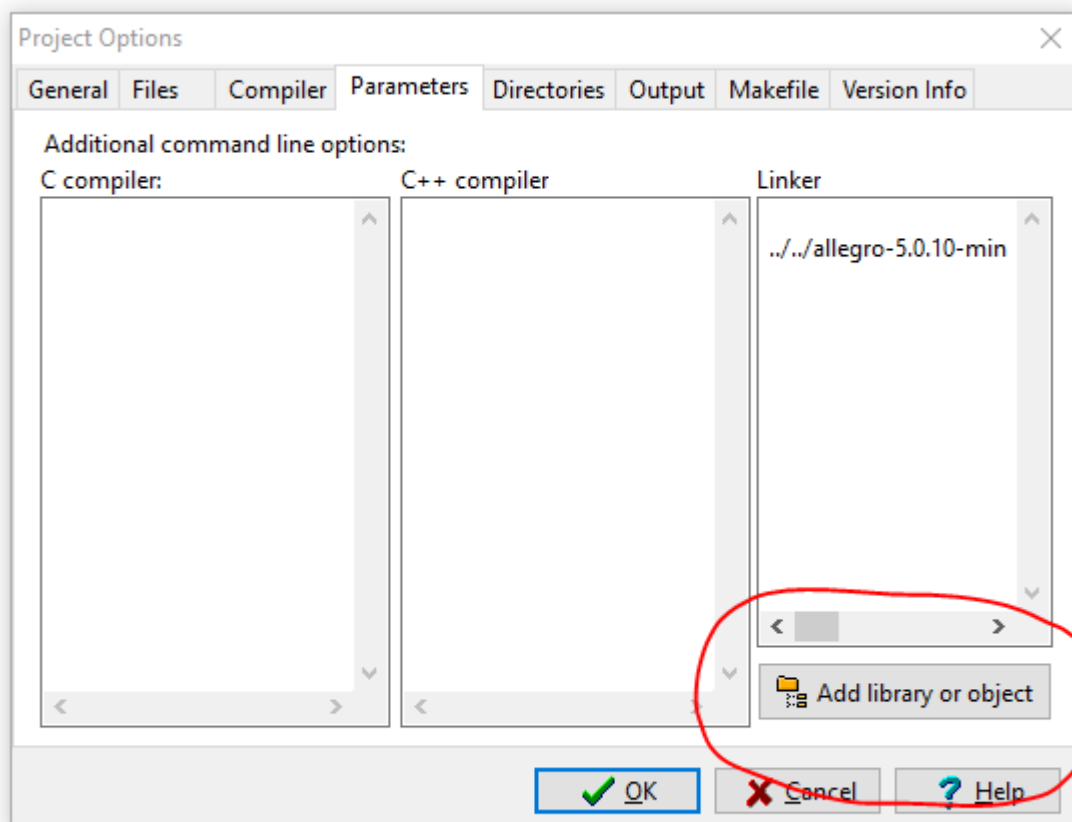 Project Options
General Files Compiler Parameters Directories Output Makefile Version Info
Additional command line options:
C compiler: C++ compiler Linker
../../allegro-5.0.10-min
Add library or object
OK Cancel Help